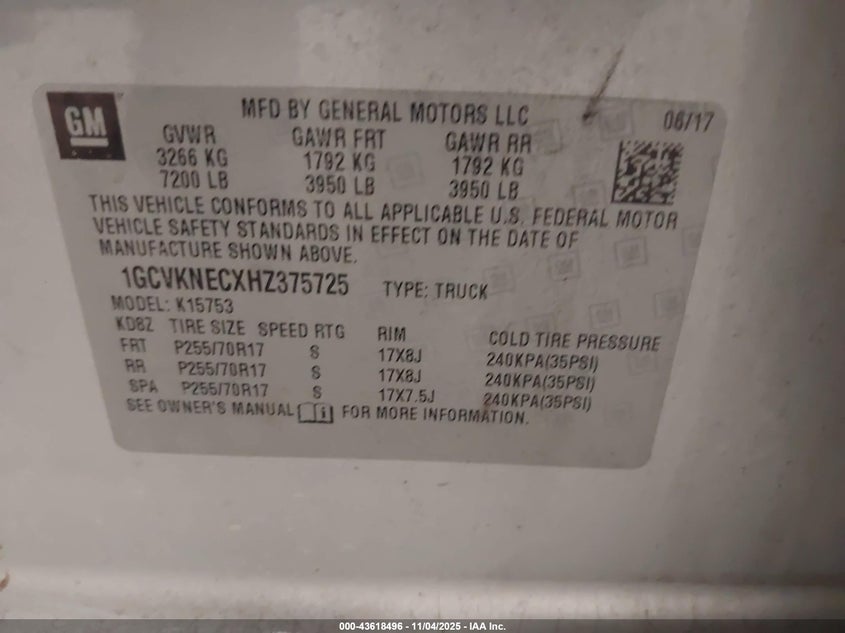 GM
MFD BY GENERAL MOTORS LLC 06/17
GVWR GAWR FRT GAWR RR
3266 KG 1792 KG 1792 KG
7200 LB 3950 LB 3950 LB
THIS VEHICLE CONFORMS TO ALL APPLICABLE U.S. FEDERAL MOTOR
VEHICLE SAFETY STANDARDS IN EFFECT ON THE DATE OF
MANUFACTURE SHOWN ABOVE.
1GCVKNECXHZ375725 TYPE: TRUCK
MODEL: K15753
KD8Z TIRE SIZE SPEED RTG RIM COLD TIRE PRESSURE
FRT P255/70R17 S 17X8J 240KPA(35PSI)
RR P255/70R17 S 17X8J 240KPA(35PSI)
SPA P255/70R17 S 17X7.5J 240KPA(35PSI)
SEE OWNER'S MANUAL FOR MORE INFORMATION.
000-43618496 - 11/04/2025 - IAA Inc.